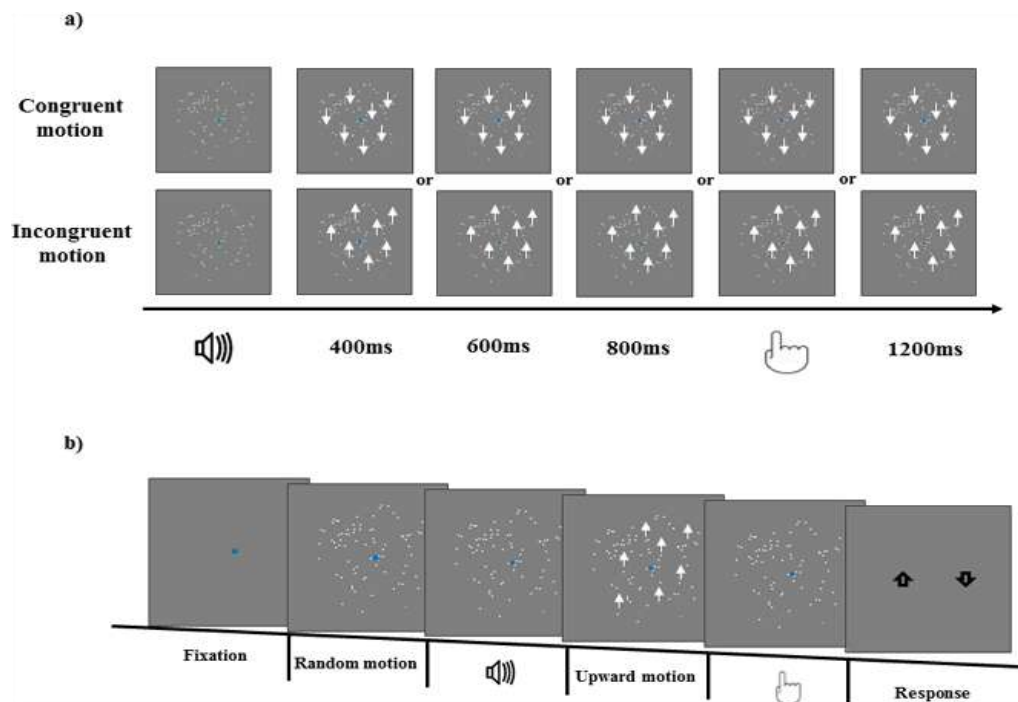 a)
Congruent
motion
or or or or
Incongruent
motion
400ms 600ms 800ms 1200ms
b)
Fixation
Random motion
Upward motion
Response